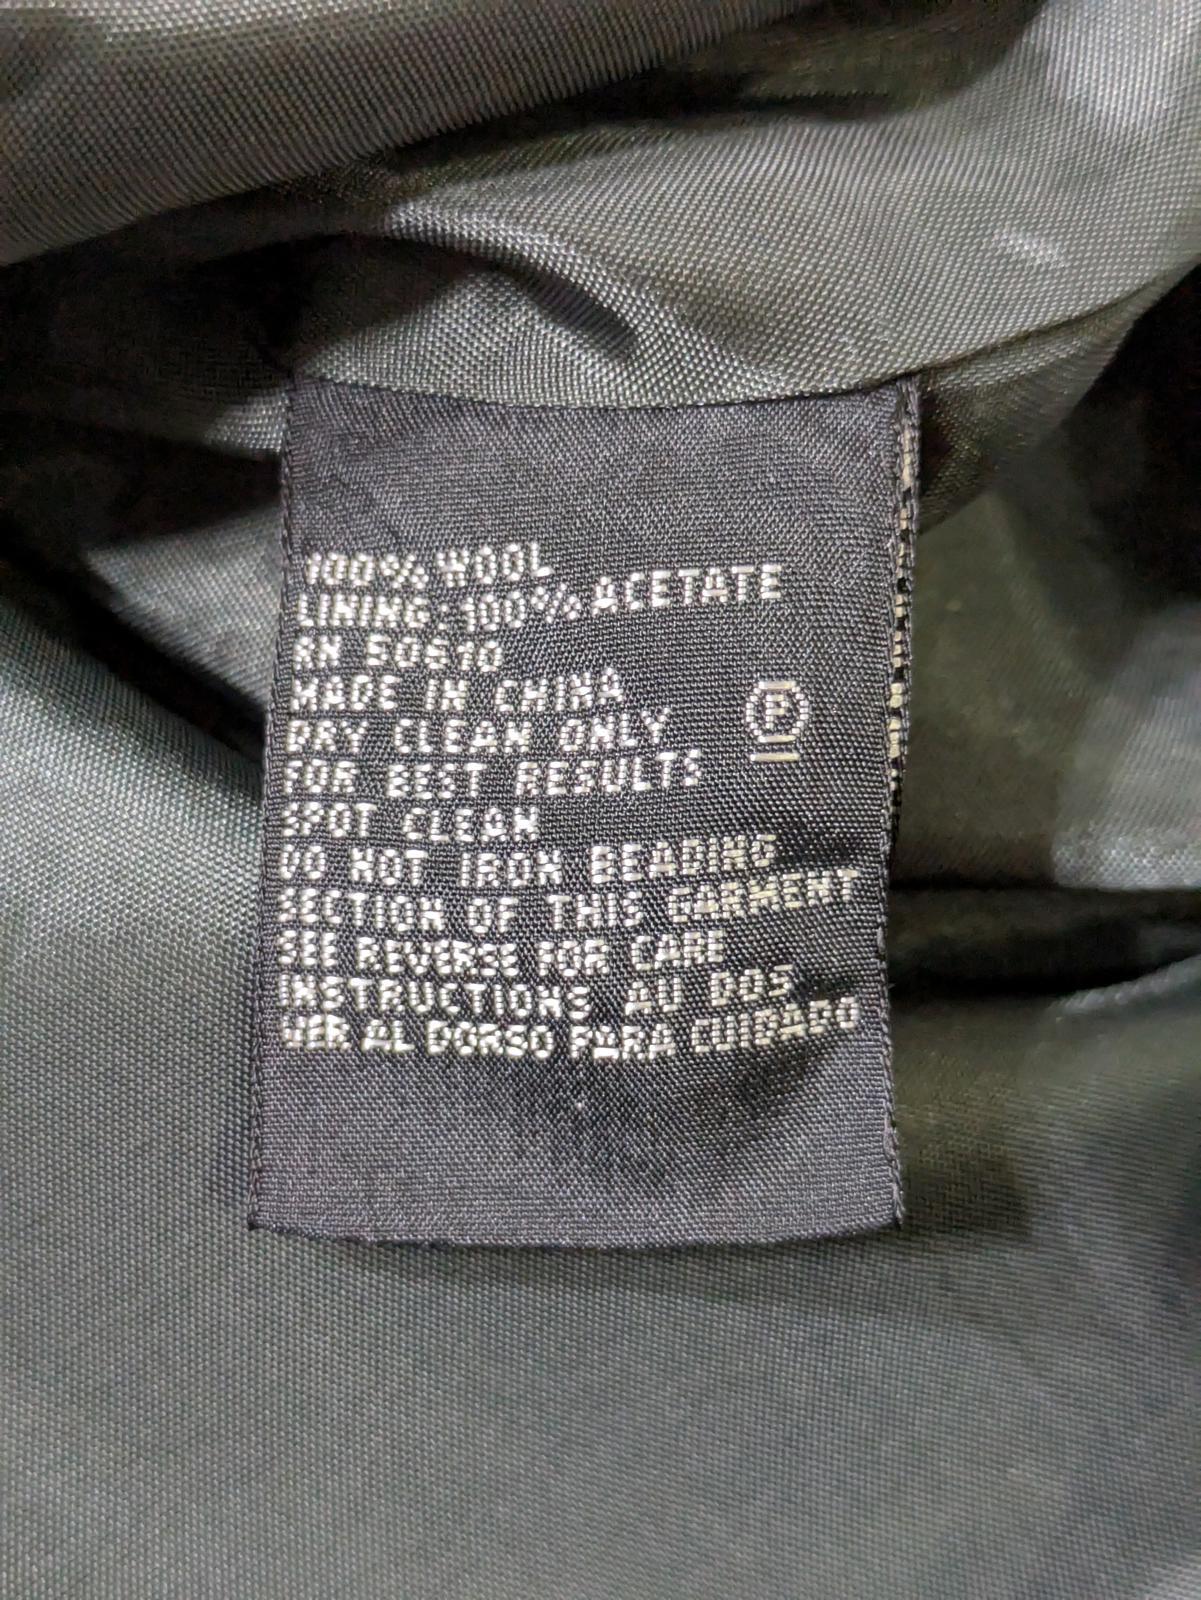 100% WOOL
LINING: 100% ACETATE
RN 50610
MADE IN CHINA
DRY CLEAN ONLY
P
FOR BEST RESULTS
SPOT CLEAN
DO NOT IRON BEADING
SECTION OF THIS GARMENT
SEE REVERSE FOR CARE
INSTRUCTIONS AU DOS
VER AL DORSO PARA CUIDADO